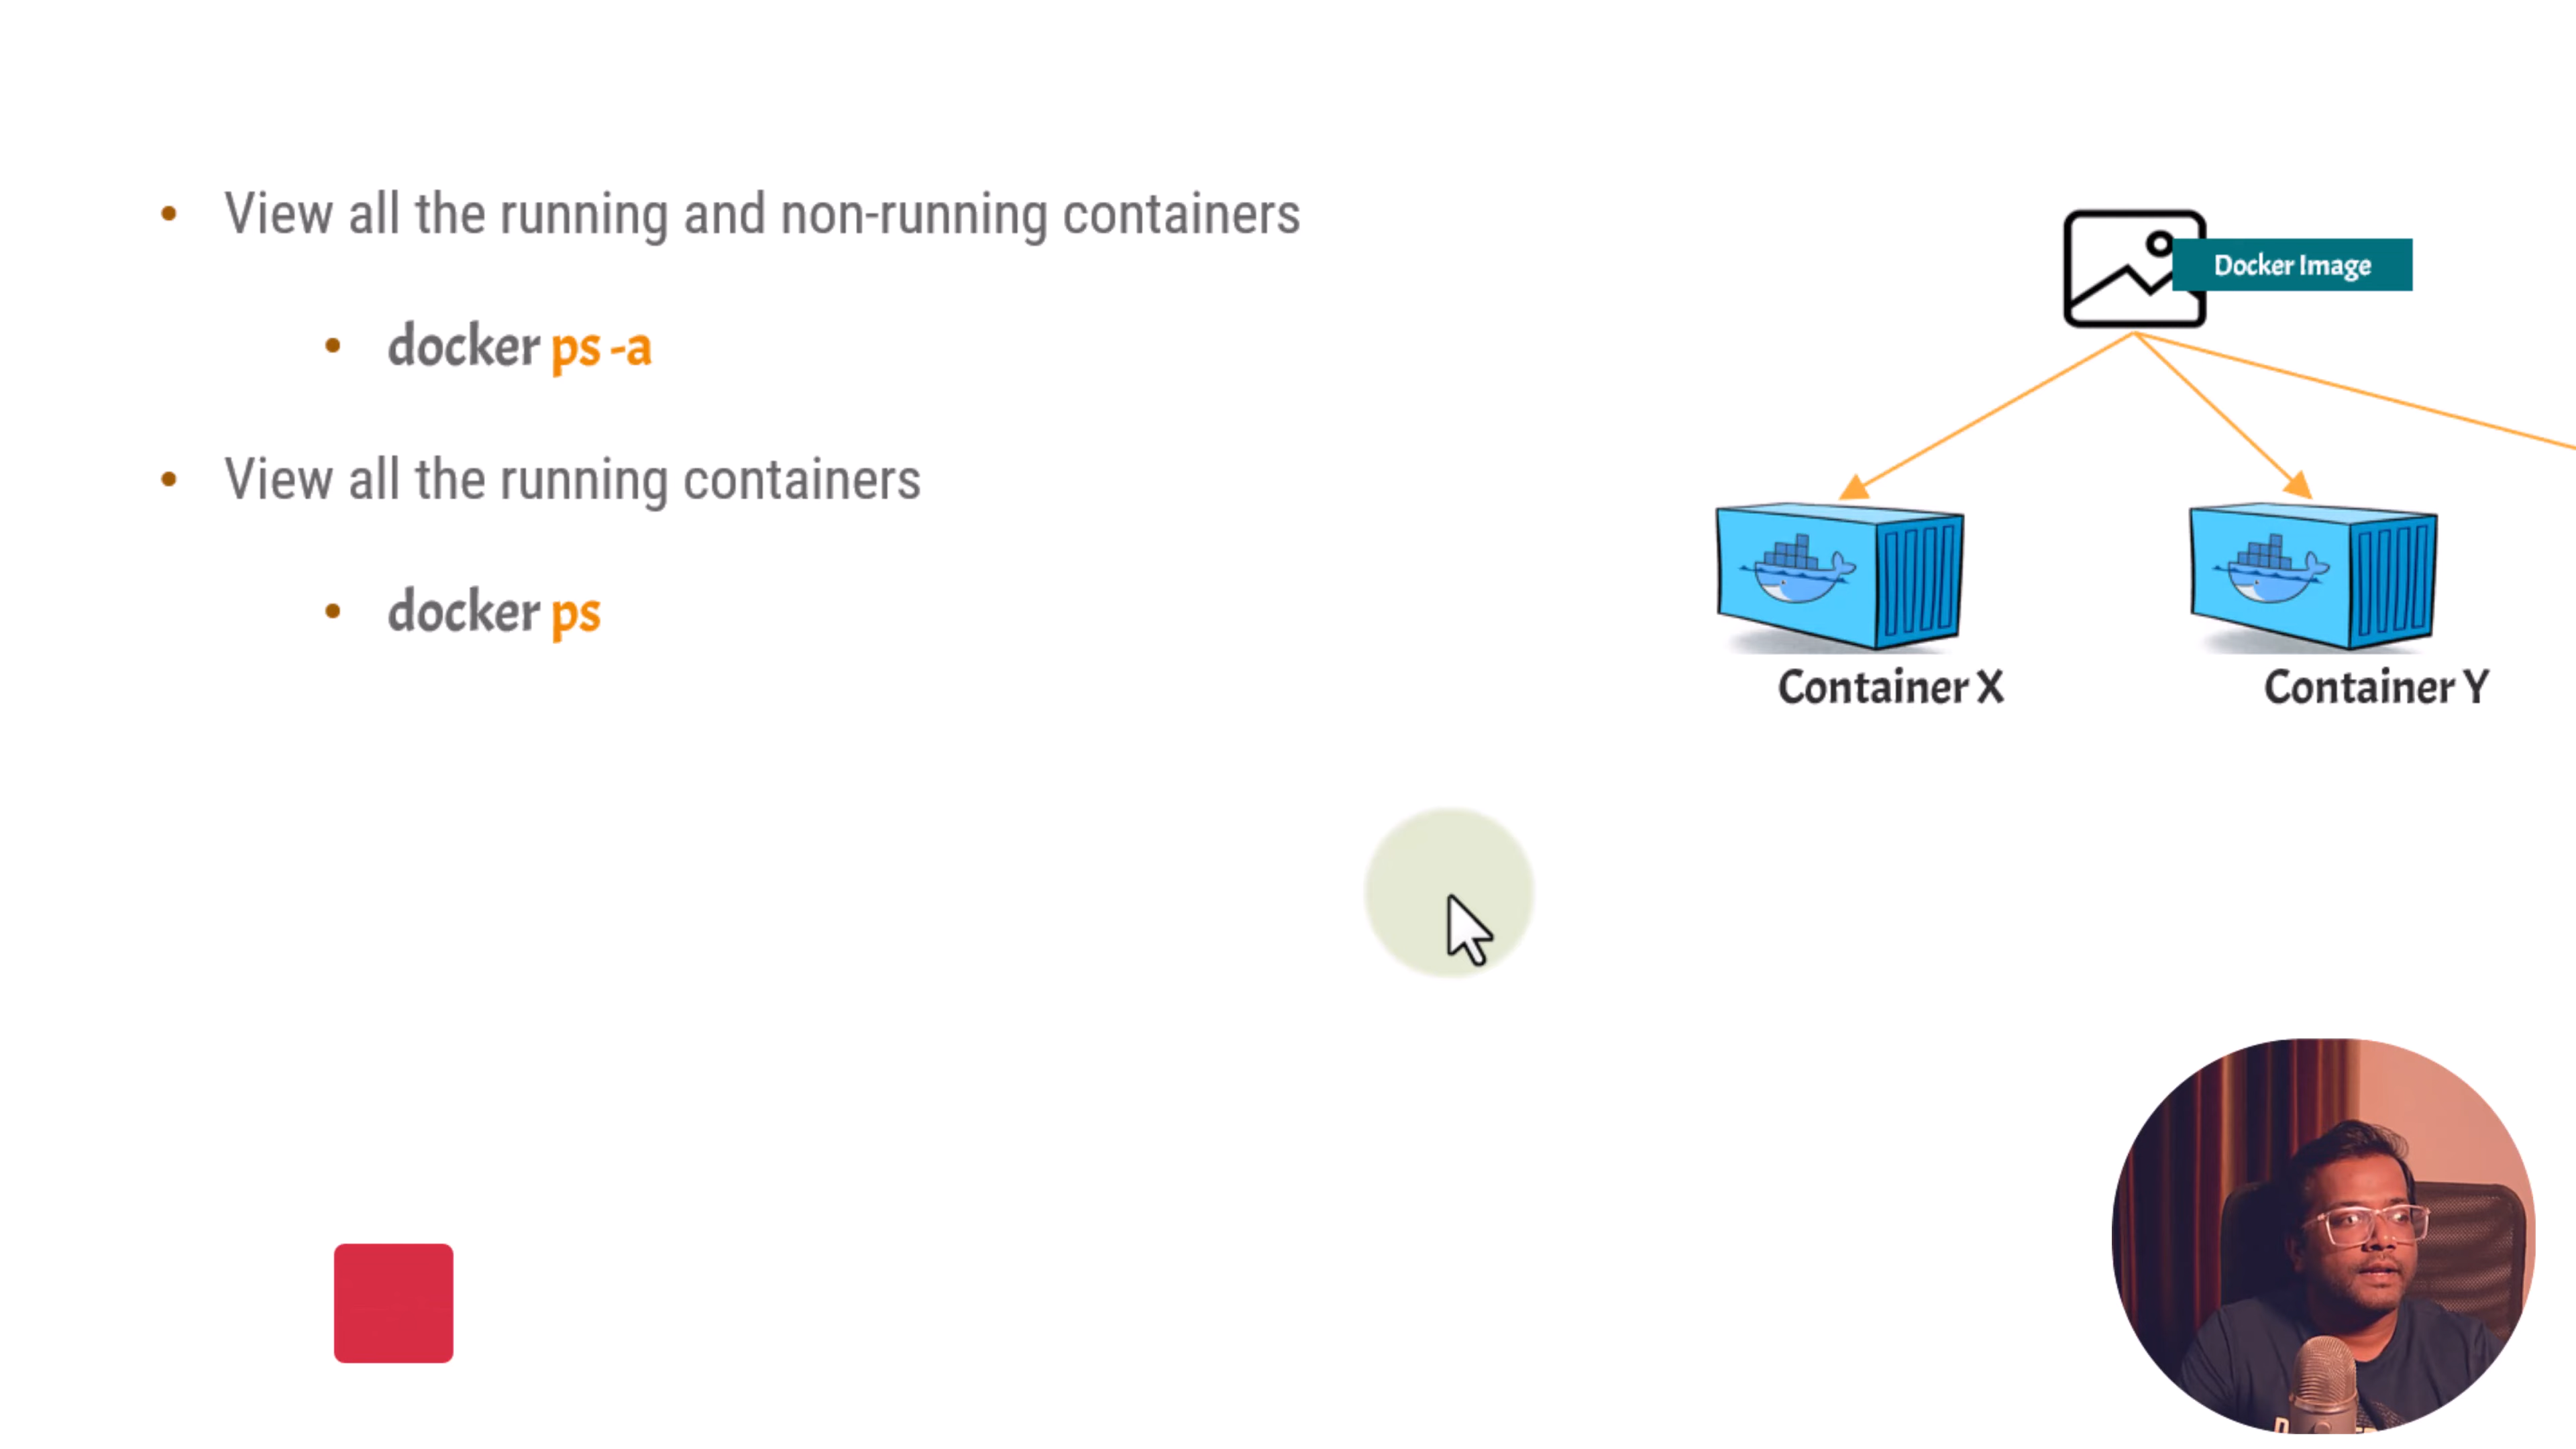 View all the running and non-running containers
docker ps -a
View all the running containers
docker ps
Docker Image
Container X
Container Y